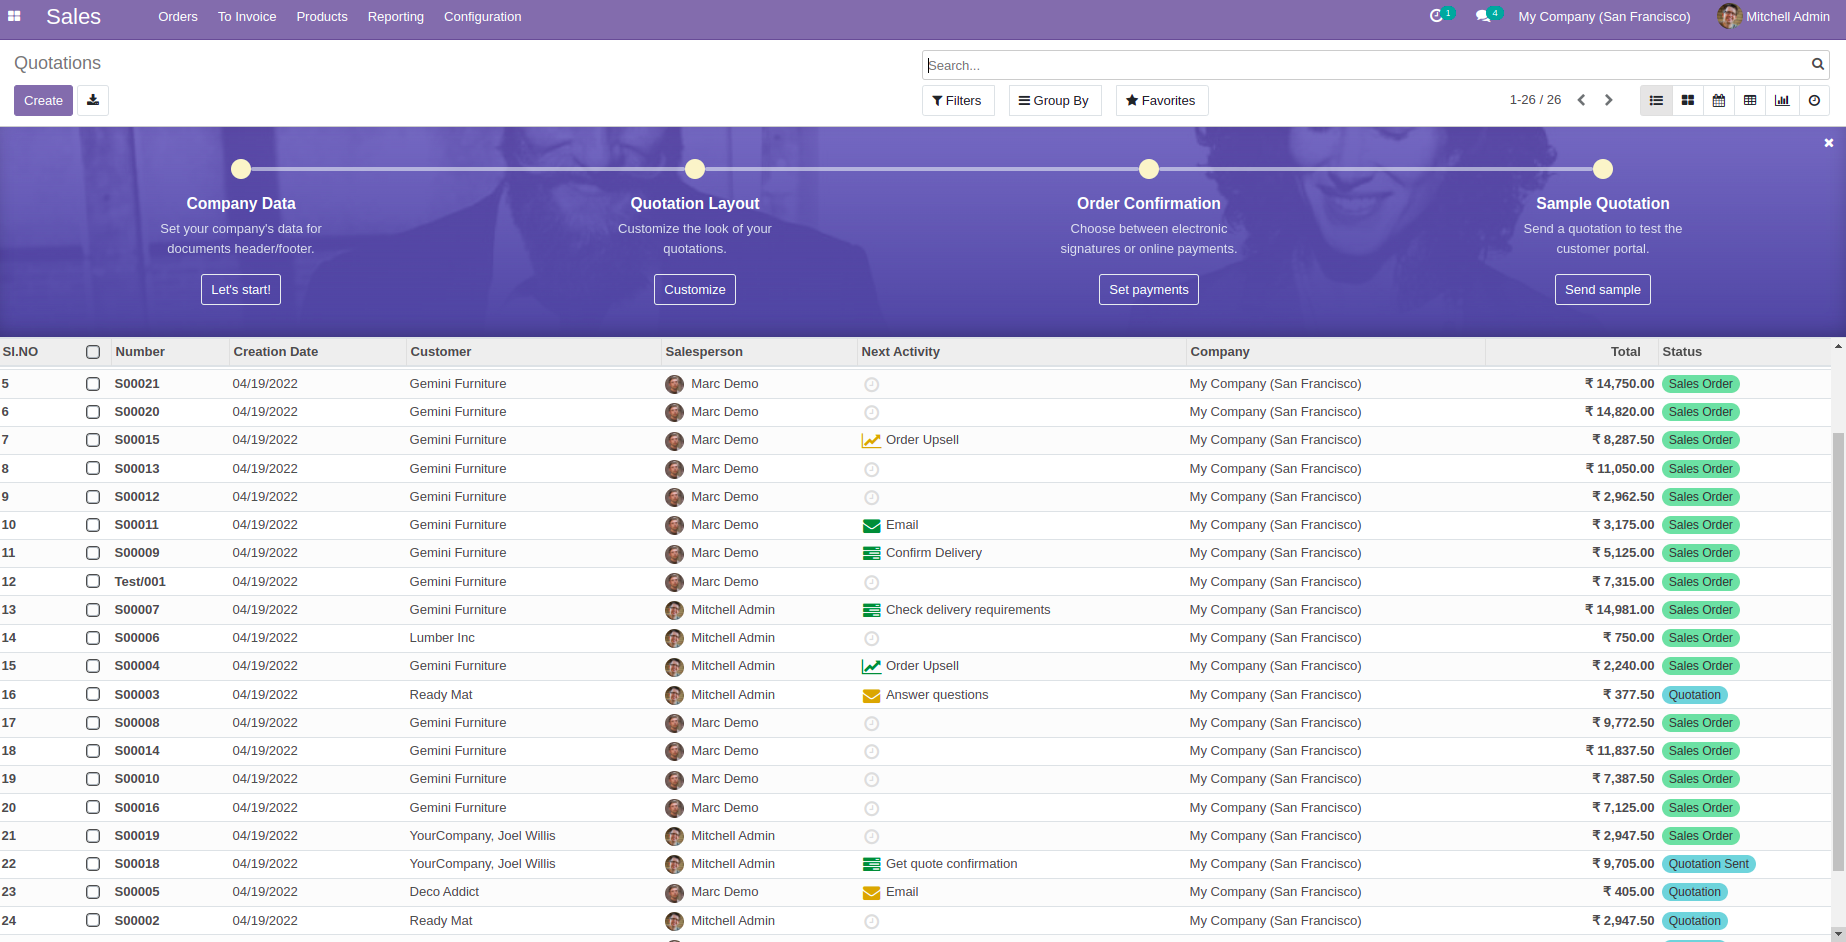 Sales Orders To Invoice Products Reporting Configuration 1 4 My Company (San Francisco) Mitchell Admin
Quotations
Search...
Create
Filters Group By Favorites 1-26 / 26
Company Data Quotation Layout Order Confirmation Sample Quotation
Set your company's data for Customize the look of your Choose between electronic Send a quotation to test the
documents header/footer. quotations. signatures or online payments. customer portal.
Let's start! Customize Set payments Send sample
SI.NO Number Creation Date Customer Salesperson Next Activity Company Total Status
5 S00021 04/19/2022 Gemini Furniture Marc Demo My Company (San Francisco) ₹ 14,750.00 Sales Order
6 S00020 04/19/2022 Gemini Furniture Marc Demo My Company (San Francisco) ₹ 14,820.00 Sales Order
7 S00015 04/19/2022 Gemini Furniture Marc Demo Order Upsell My Company (San Francisco) ₹ 8,287.50 Sales Order
8 S00013 04/19/2022 Gemini Furniture Marc Demo My Company (San Francisco) ₹ 11,050.00 Sales Order
9 S00012 04/19/2022 Gemini Furniture Marc Demo My Company (San Francisco) ₹ 2,962.50 Sales Order
10 S00011 04/19/2022 Gemini Furniture Marc Demo Email My Company (San Francisco) ₹ 3,175.00 Sales Order
11 S00009 04/19/2022 Gemini Furniture Marc Demo Confirm Delivery My Company (San Francisco) ₹ 5,125.00 Sales Order
12 Test/001 04/19/2022 Gemini Furniture Marc Demo My Company (San Francisco) ₹ 7,315.00 Sales Order
13 S00007 04/19/2022 Gemini Furniture Mitchell Admin Check delivery requirements My Company (San Francisco) ₹ 14,981.00 Sales Order
14 S00006 04/19/2022 Lumber Inc Mitchell Admin My Company (San Francisco) ₹ 750.00 Sales Order
15 S00004 04/19/2022 Gemini Furniture Mitchell Admin Order Upsell My Company (San Francisco) ₹ 2,240.00 Sales Order
16 S00003 04/19/2022 Ready Mat Mitchell Admin Answer questions My Company (San Francisco) ₹ 377.50 Quotation
17 S00008 04/19/2022 Gemini Furniture Marc Demo My Company (San Francisco) ₹ 9,772.50 Sales Order
18 S00014 04/19/2022 Gemini Furniture Marc Demo My Company (San Francisco) ₹ 11,837.50 Sales Order
19 S00010 04/19/2022 Gemini Furniture Marc Demo My Company (San Francisco) ₹ 7,387.50 Sales Order
20 S00016 04/19/2022 Gemini Furniture Marc Demo My Company (San Francisco) ₹ 7,125.00 Sales Order
21 S00019 04/19/2022 YourCompany, Joel Willis Mitchell Admin My Company (San Francisco) ₹ 2,947.50 Sales Order
22 S00018 04/19/2022 YourCompany, Joel Willis Mitchell Admin Get quote confirmation My Company (San Francisco) ₹ 9,705.00 Quotation Sent
23 S00005 04/19/2022 Deco Addict Marc Demo Email My Company (San Francisco) ₹ 405.00 Quotation
24 S00002 04/19/2022 Ready Mat Mitchell Admin My Company (San Francisco) ₹ 2,947.50 Quotation